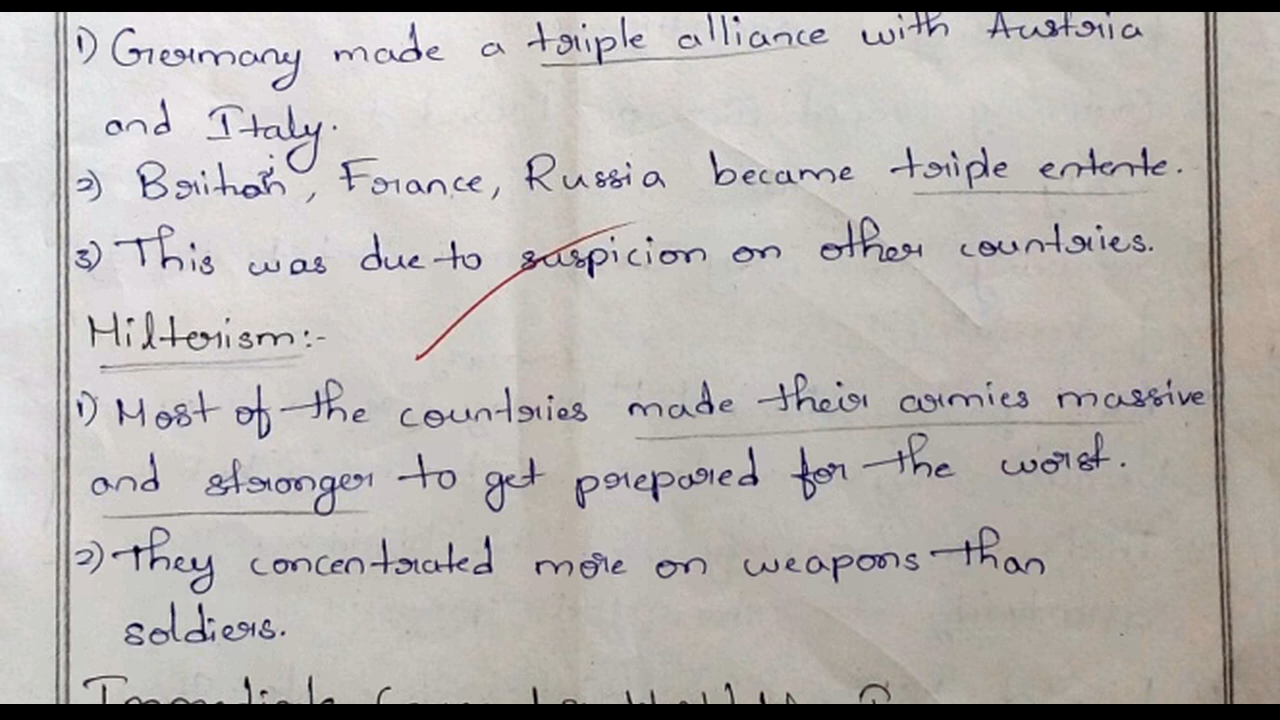 1) Germany made a triple alliance with Austria
and Italy.
2) Britain, France, Russia became triple entente.
3) This was due to suspicion on other countries.
Milterism:-
1) Most of the countries made their armies massive
and stronger to get prepared for the worst.
2) They concentrated more on weapons than
soldiers.